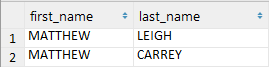 first_name last_name
1 MATTHEW LEIGH
2 MATTHEW CARREY